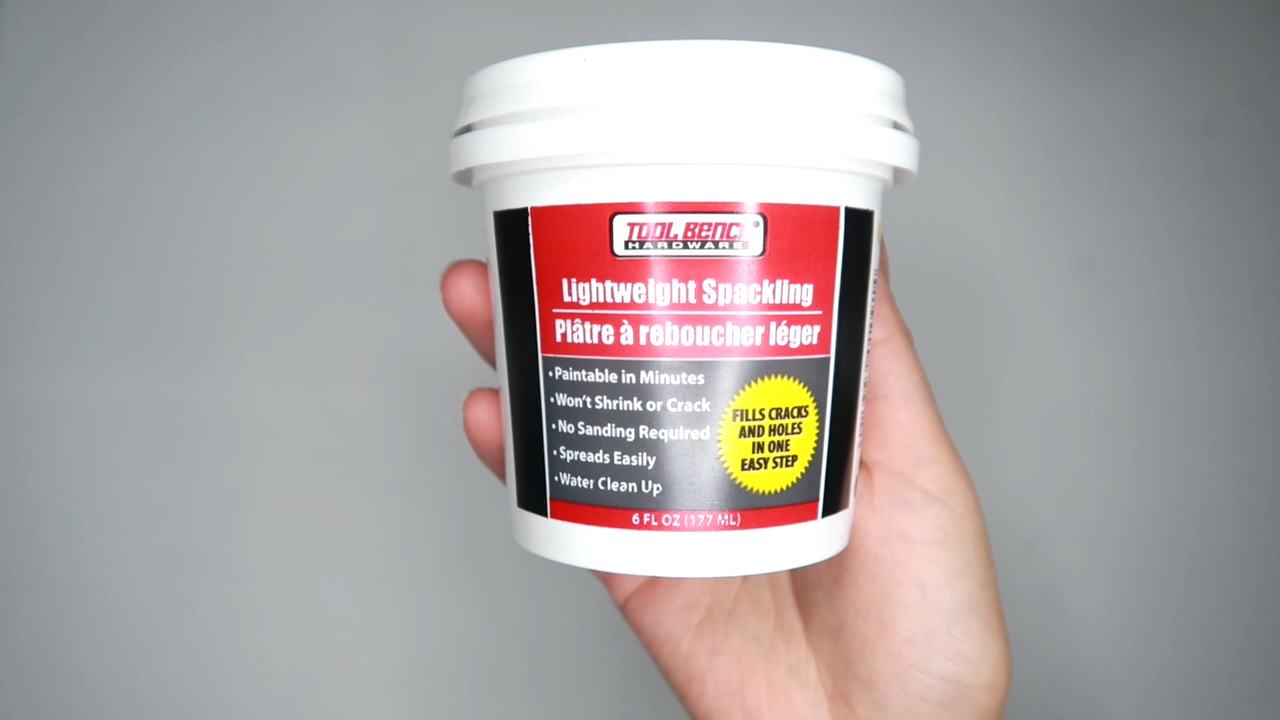 TOOL BENCH®
HARDWARE
Lightweight Spackling
Plâtre à reboucher léger
•Paintable in Minutes
•Won't Shrink or Crack
•No Sanding Required
•Spreads Easily
•Water Clean Up
FILLS CRACKS
AND HOLES
IN ONE
EASY STEP
6 FL OZ (177 ML)